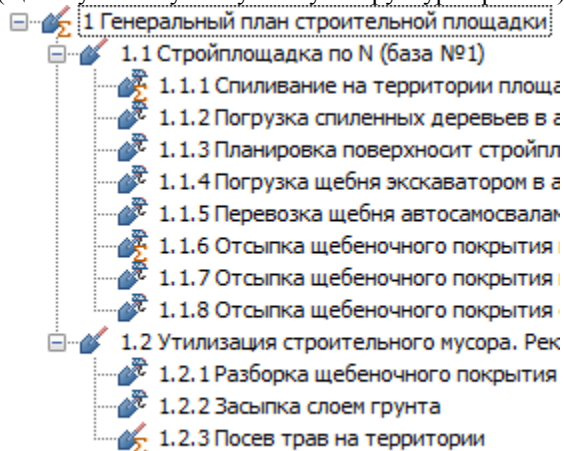 1 Генеральный план строительной площадки
1.1 Стройплощадка по N (база №1)
1.1.1 Спиливание на территории
1.1.2 Погрузка спиленных деревьев в
1.1.3 Планировка поверхносит
1.1.4 Погрузка щебня экскаватором в
1.1.5 Перевозка щебня
1.1.6 Отсыпка щебеночного покрытия
1.1.7 Отсыпка щебеночного покрытия
1.1.8 Отсыпка щебеночного покрытия
1.2 Утилизация строительного мусора.
1.2.1 Разборка щебеночного покрытия
1.2.2 Засыпка слоем грунта
1.2.3 Посев трав на территории